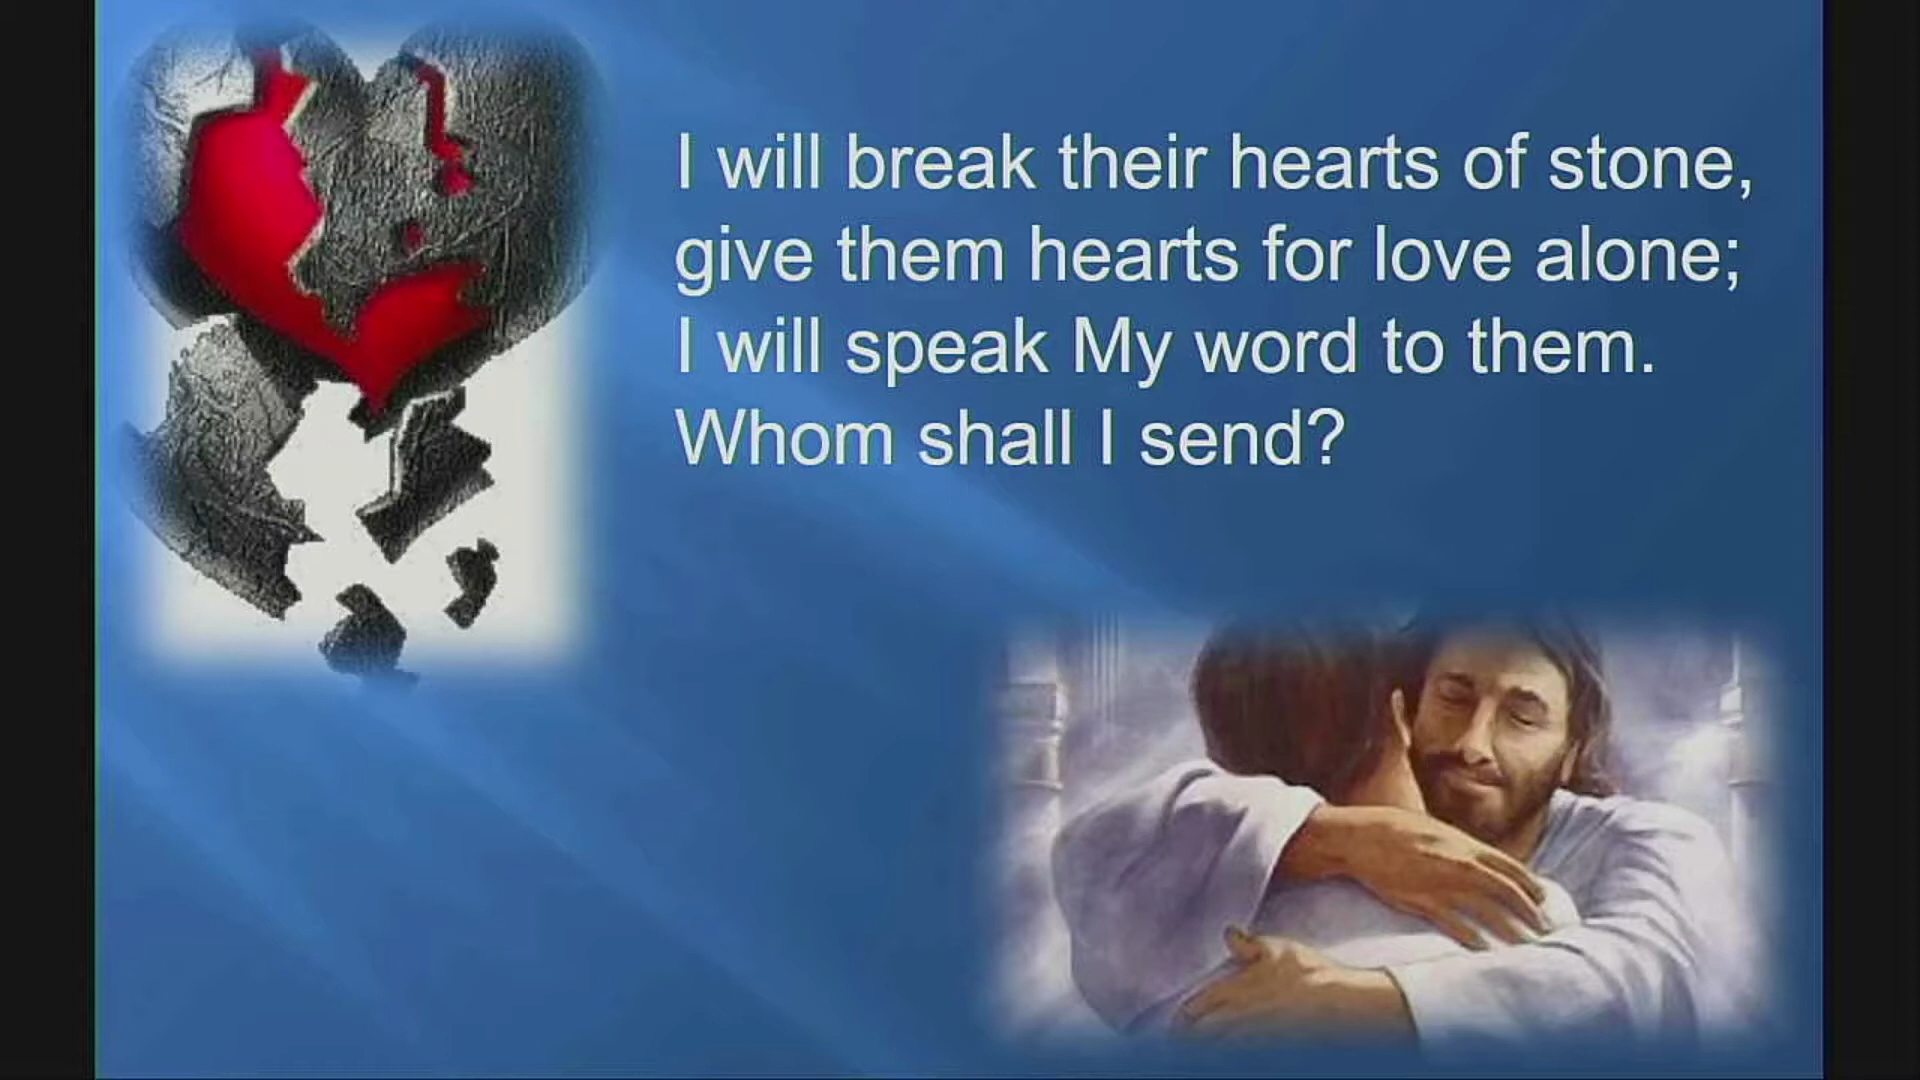 I will break their hearts of stone,
give them hearts for love alone;
I will speak My word to them.
Whom shall I send?